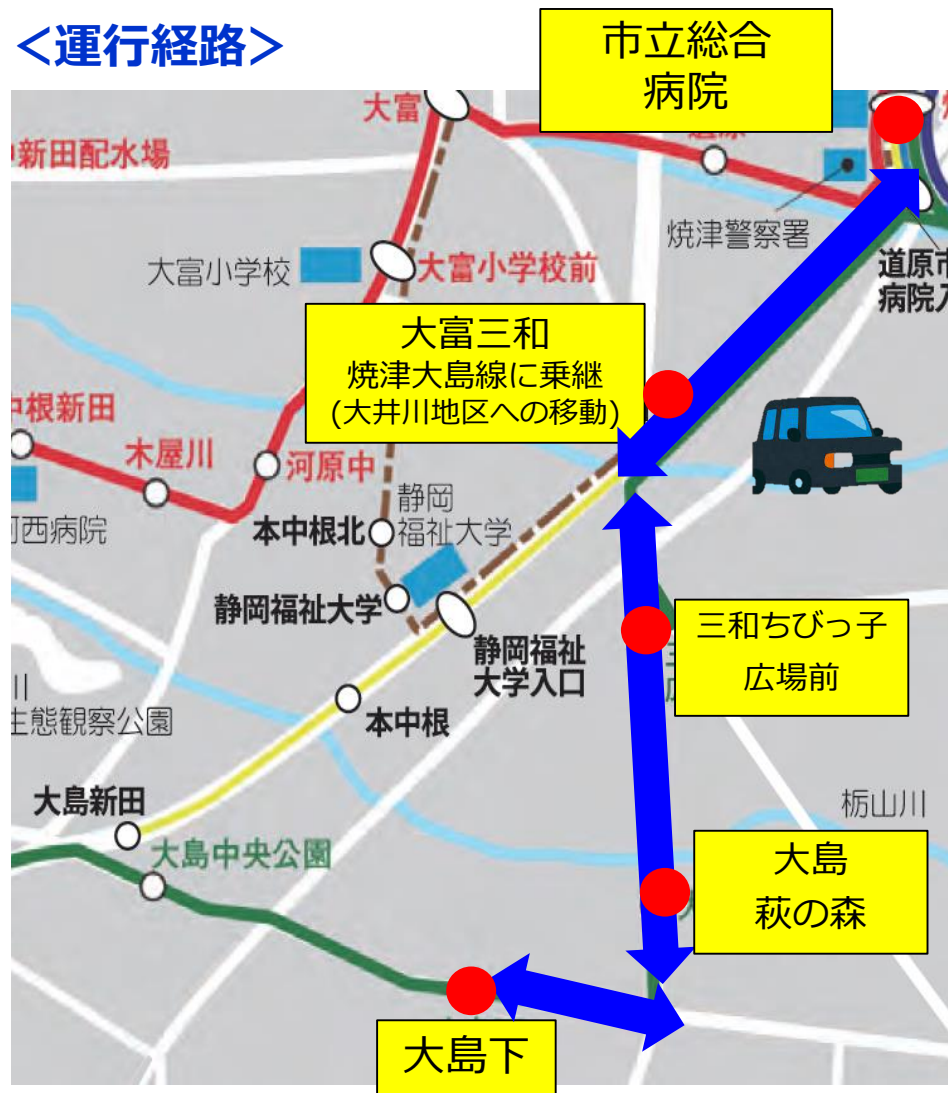 ＜運行経路＞
市立総合
病院
大富
新田配水場
焼津警察署
大富小学校
大富小学校前
道原市
病院入
大富三和
焼津大島線に乗継
(大井川地区への移動)
中根新田
木屋川
河原中
静岡
福祉大学
本中根北
河西病院
静岡福祉大学
三和ちびっ子
広場前
静岡福祉
大学入口
川
生態観察公園
本中根
大島新田
栃山川
大島中央公園
大島
萩の森
大島下